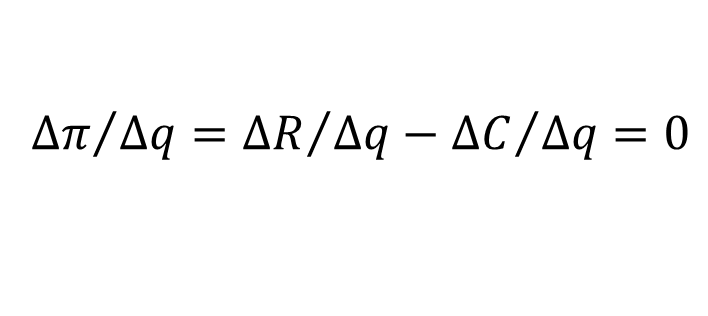 Δπ/Δq = ΔR/Δq − ΔC/Δq = 0